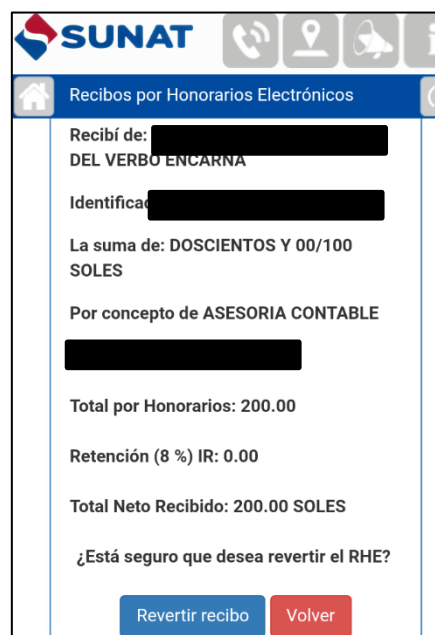 SUNAT
Recibos por Honorarios Electrónicos
Recibí de:
DEL VERBO ENCARNA
La suma de: DOSCIENTOS Y 00/100
SOLES
Por concepto de ASESORIA CONTABLE
Total por Honorarios: 200.00
Retención (8 %) IR: 0.00
Total Neto Recibido: 200.00 SOLES
¿Está seguro que desea revertir el RHE?
Revertir recibo Volver